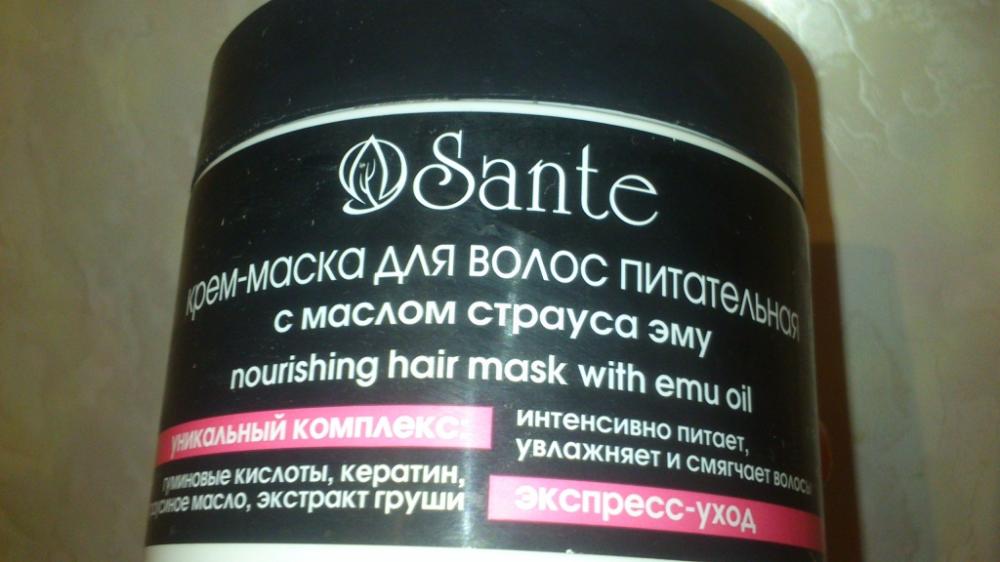 Sante
крем-маска для волос питательная
с маслом страуса эму
nourishing hair mask with emu oil
уникальный комплекс:
гуминовые кислоты, кератин,
масло, экстракт груши
интенсивно питает,
увлажняет и смягчает волосы
экспресс-уход